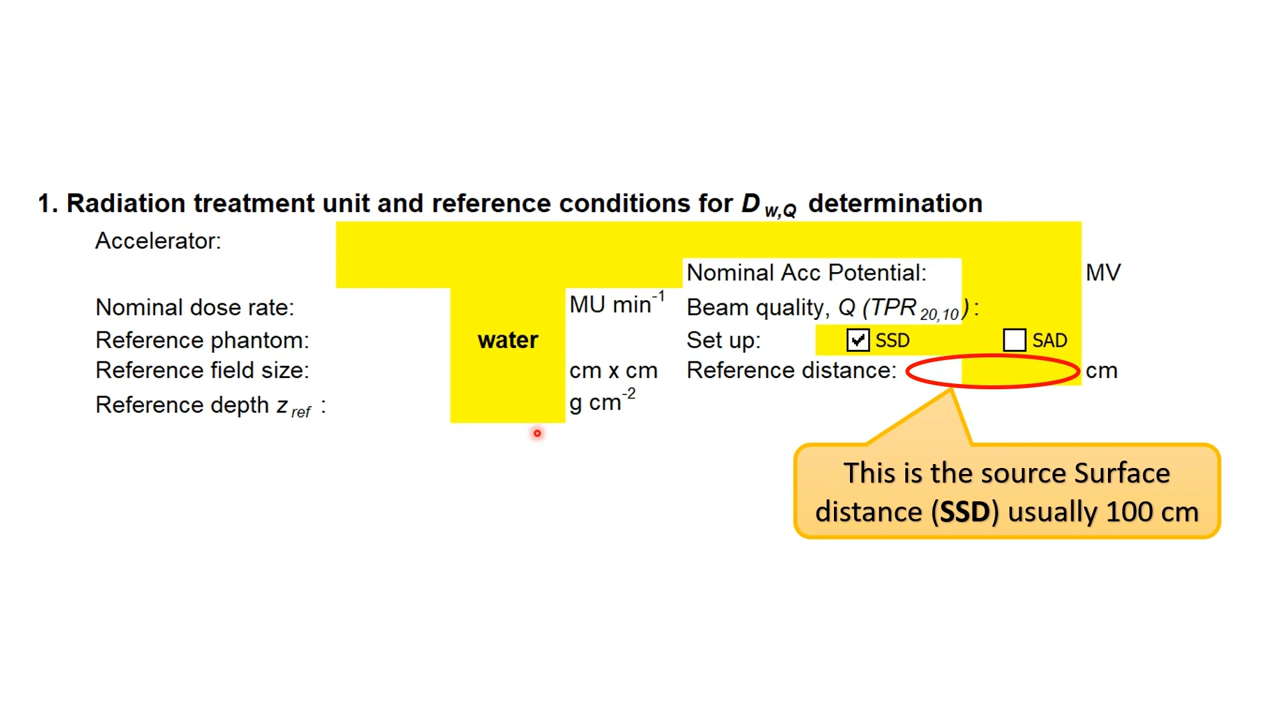 1. Radiation treatment unit and reference conditions for D w,Q determination
Accelerator:
Nominal Acc Potential: MV
Nominal dose rate: MU min-1 Beam quality, Q (TPR 20,10):
Reference phantom: water Set up: SSD SAD
Reference field size: cm x cm Reference distance: cm
Reference depth z ref : g cm-2
This is the source Surface
distance (SSD) usually 100 cm